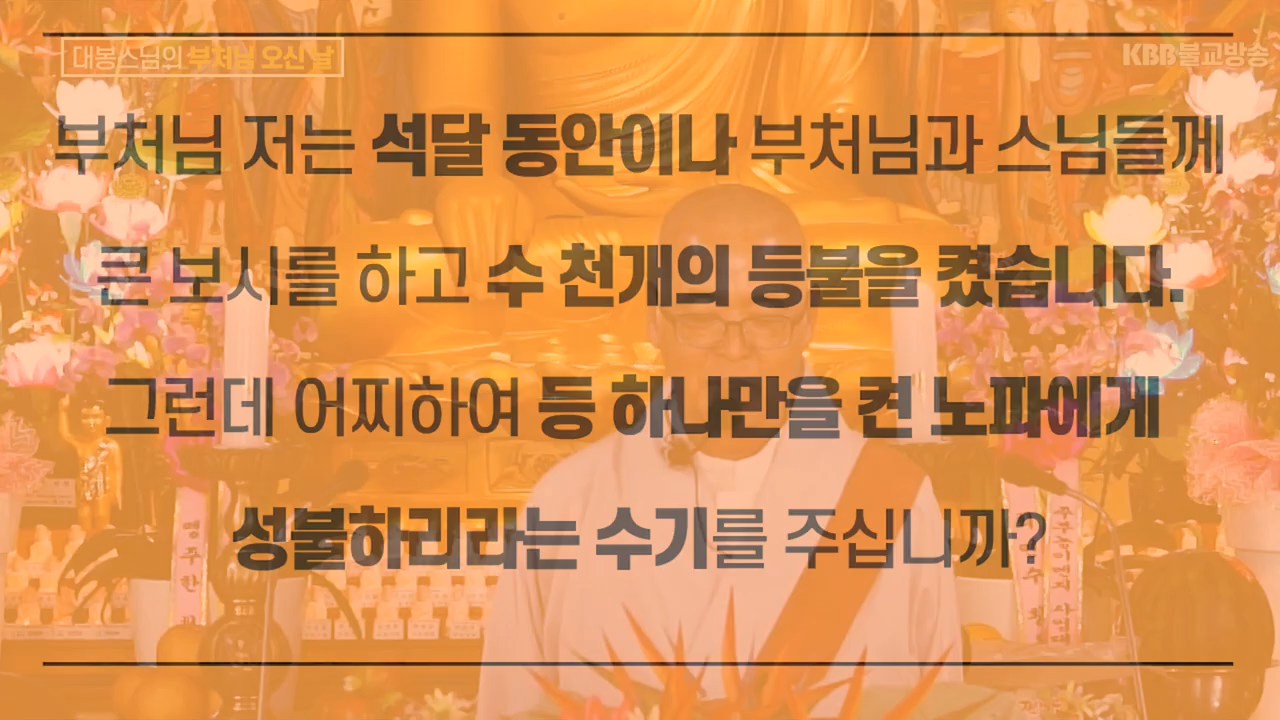 대봉스님의 부처님 오신 날
KBB불교방송
부처님 저는 석달 동안이나 부처님과 스님들께
큰 보시를 하고 수 천개의 등불을 켰습니다.
그런데 어찌하여 등 하나만을 켠 노파에게
성불하리라는 수기를 주십니까?